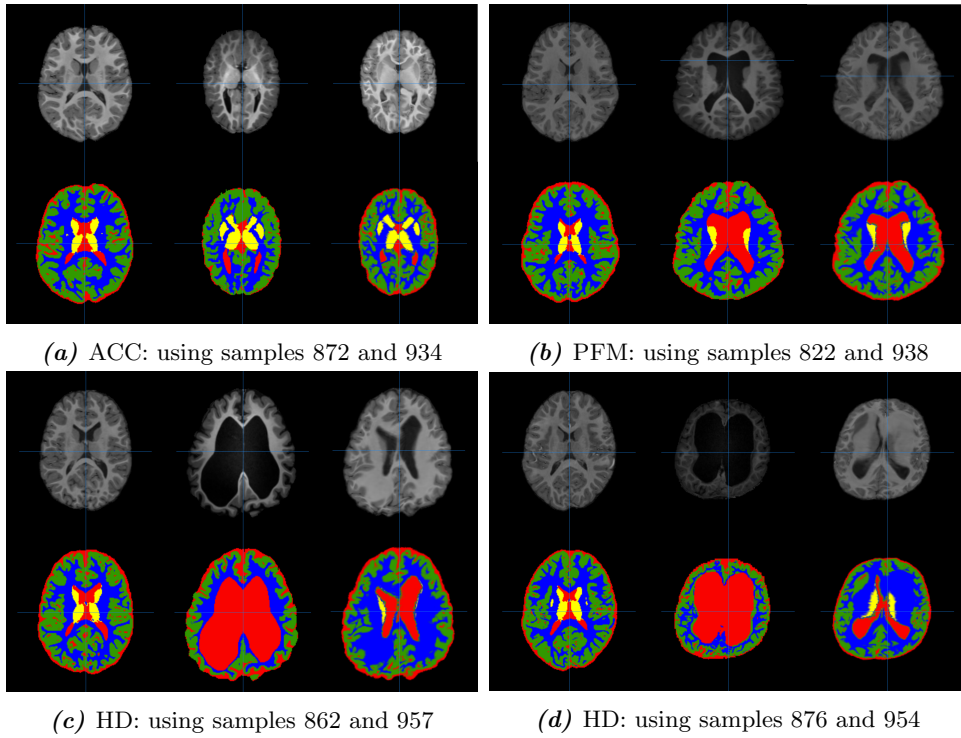 (a) ACC: using samples 872 and 934
(b) PFM: using samples 822 and 938
(c) HD: using samples 862 and 957
(d) HD: using samples 876 and 954